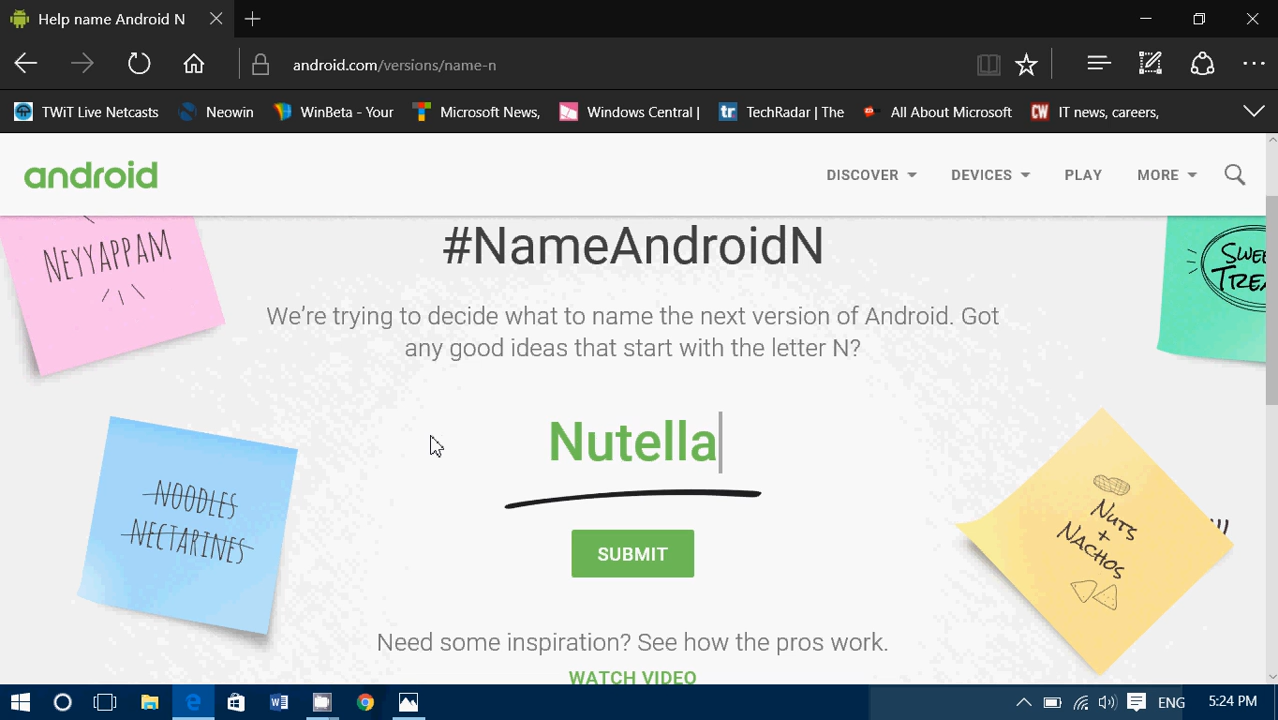 Help name Android N
android.com/versions/name-n
TWiT Live Netcasts
Neowin
WinBeta - Your
Microsoft News,
Windows Central |
TechRadar | The
All About Microsoft
IT news, careers,
android
DISCOVER
DEVICES
PLAY
MORE
NEYYAPPAM
#NameAndroidN
We're trying to decide what to name the next version of Android. Got
any good ideas that start with the letter N?
Nutella
SUBMIT
NOODLES
NECTARINES
NUTS
+
NACHOS
Need some inspiration? See how the pros work.
WATCH VIDEO
ENG
5:24 PM